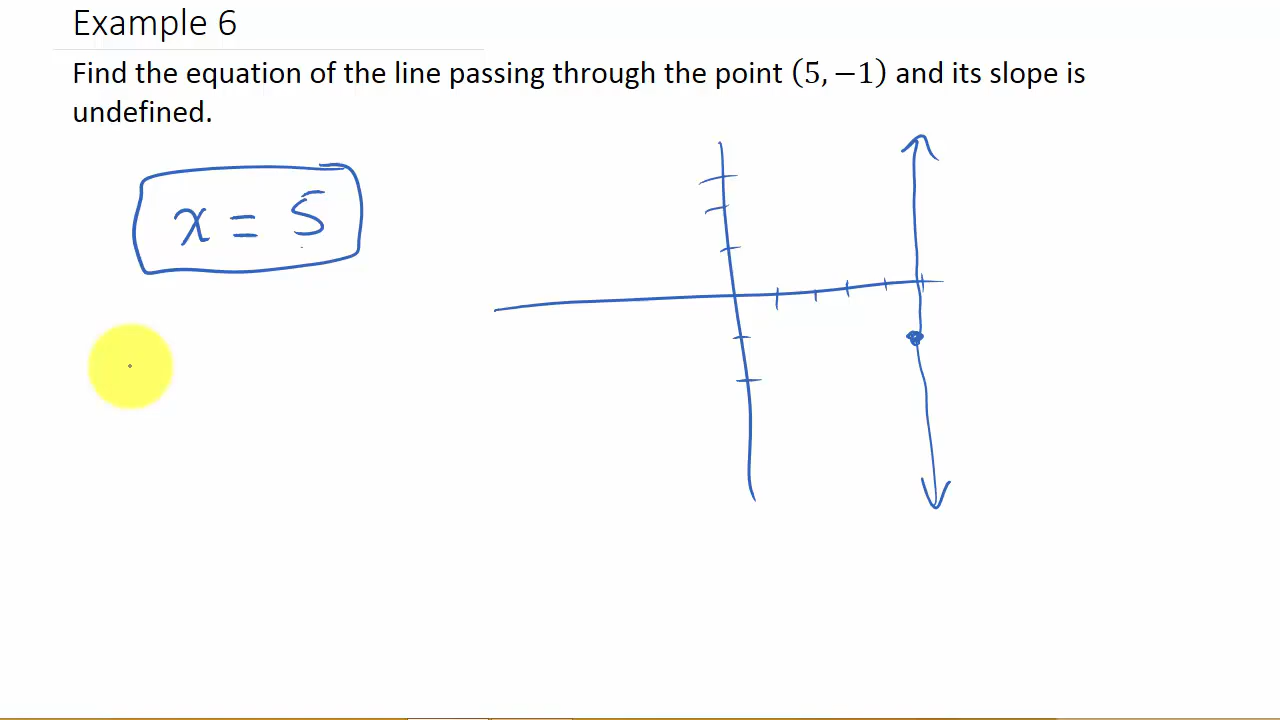 Example 6
Find the equation of the line passing through the point (5, −1) and its slope is
undefined.
x = 5